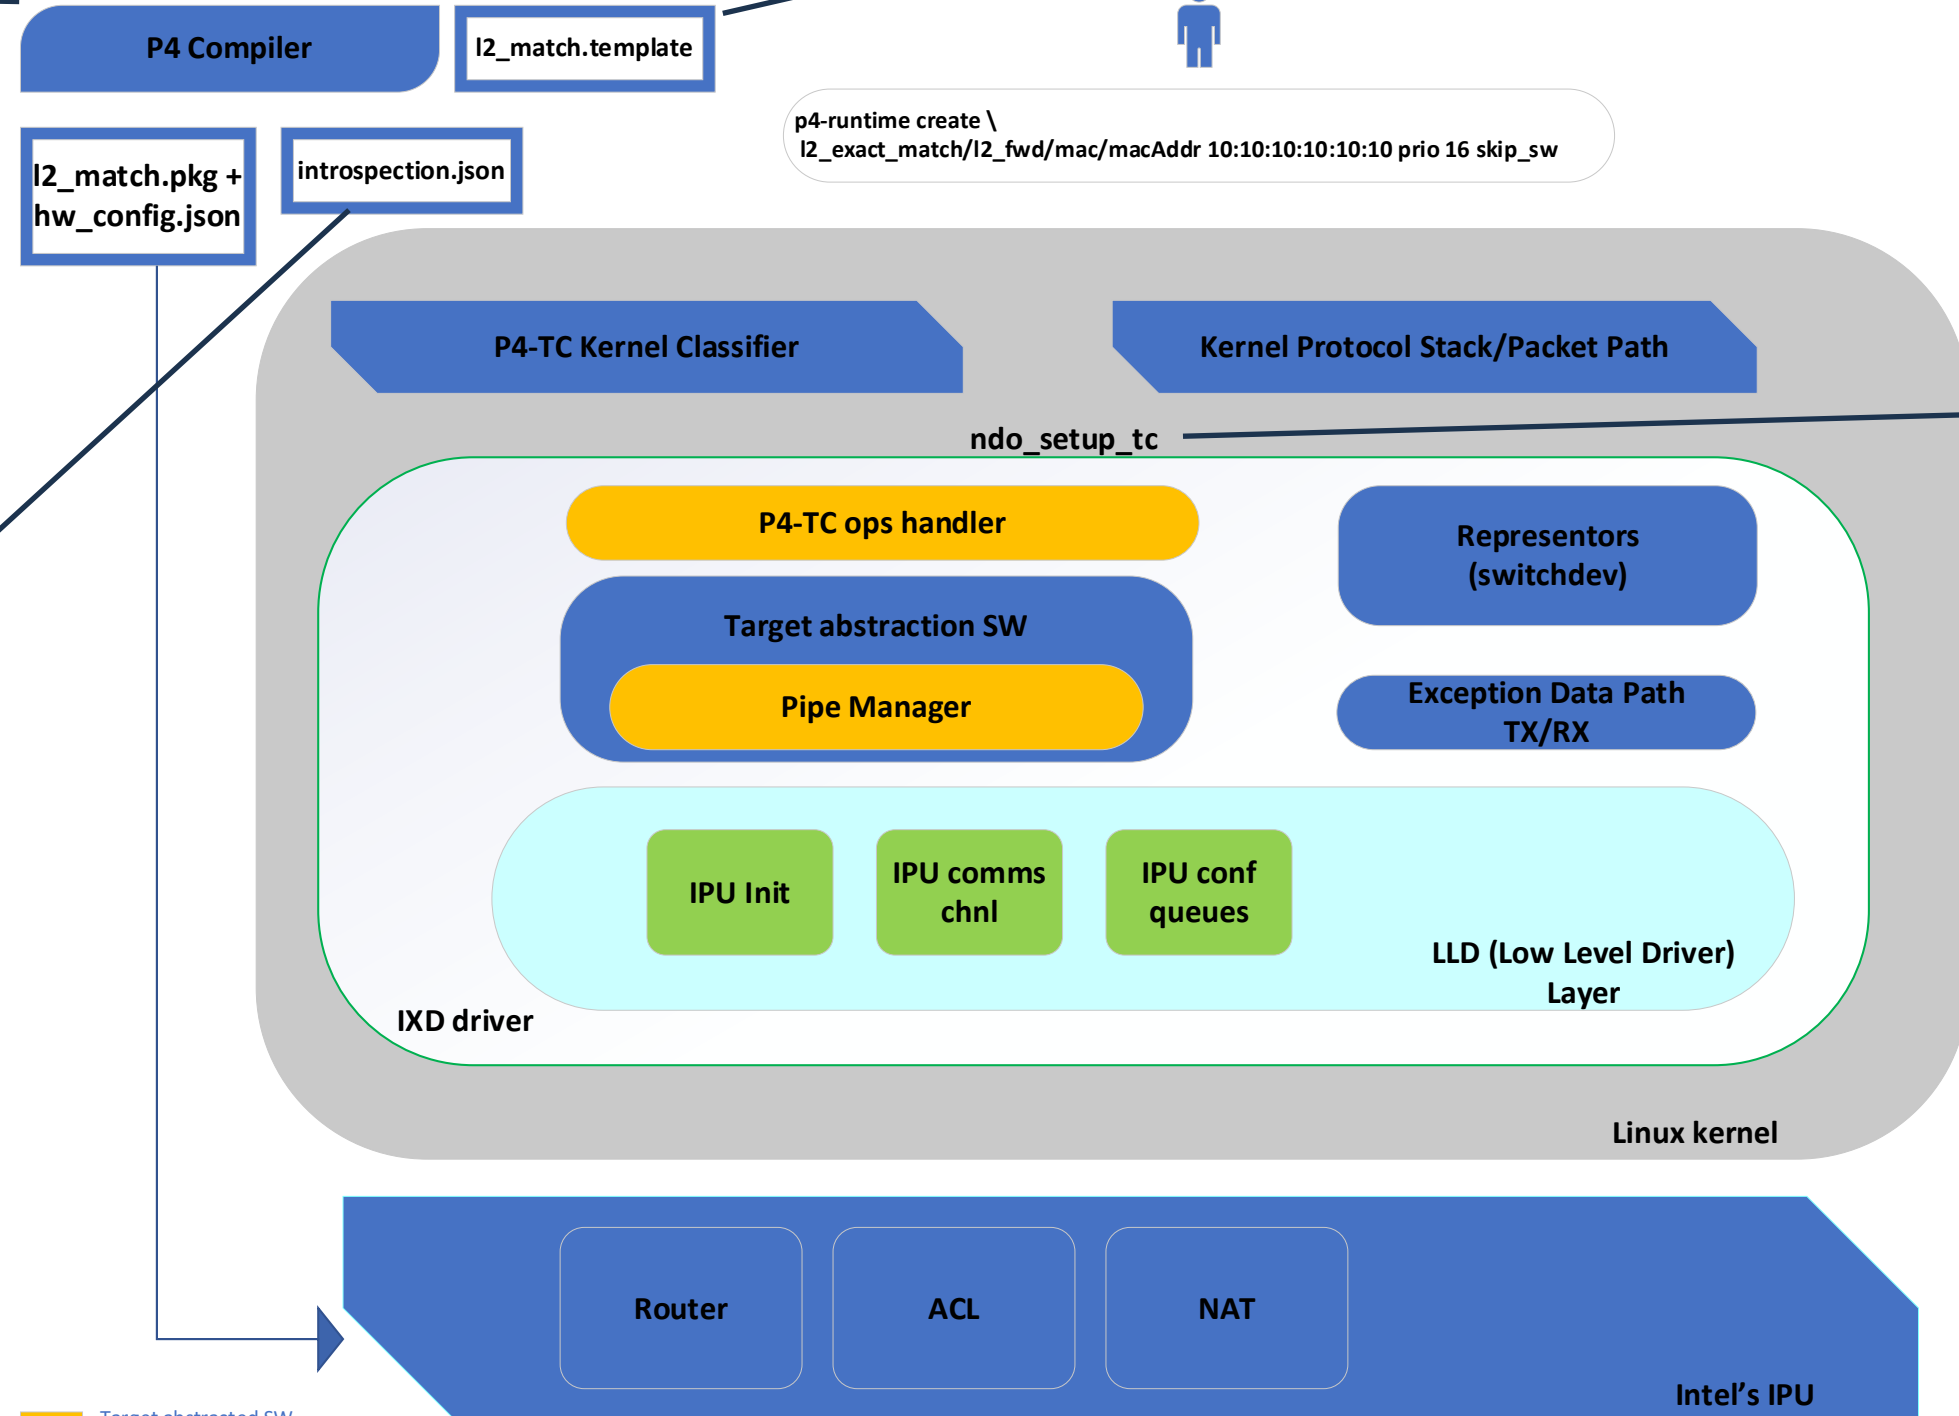 P4 Compiler
l2_match.template
p4-runtime create \
l2_exact_match/l2_fwd/mac/macAddr 10:10:10:10:10:10 prio 16 skip_sw
l2_match.pkg +
hw_config.json
introspection.json
P4-TC Kernel Classifier
Kernel Protocol Stack/Packet Path
ndo_setup_tc
P4-TC ops handler
Representors
(switchdev)
Target abstraction SW
Pipe Manager
Exception Data Path
TX/RX
IPU Init
IPU comms
chnl
IPU conf
queues
LLD (Low Level Driver)
Layer
IXD driver
Linux kernel
Router
ACL
NAT
Intel's IPU
Target abstracted SW